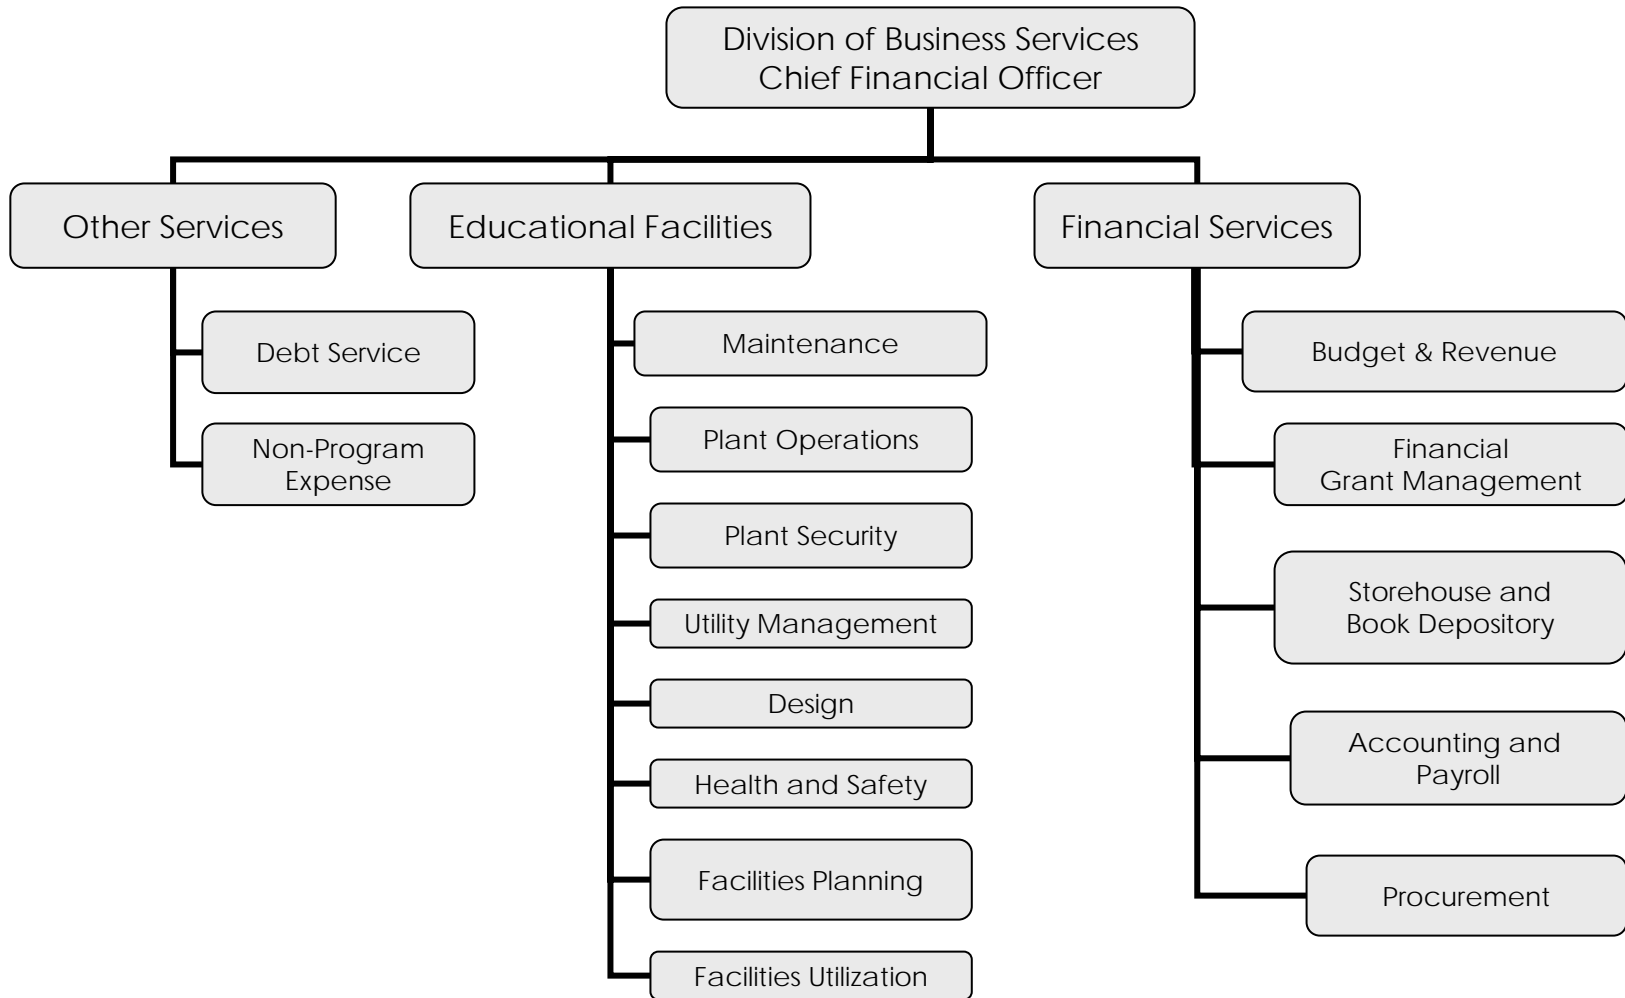 Division of Business Services
Chief Financial Officer
Other Services
Educational Facilities
Financial Services
Debt Service
Non-Program
Expense
Maintenance
Plant Operations
Plant Security
Utility Management
Design
Health and Safety
Facilities Planning
Facilities Utilization
Budget & Revenue
Financial
Grant Management
Storehouse and
Book Depository
Accounting and
Payroll
Procurement